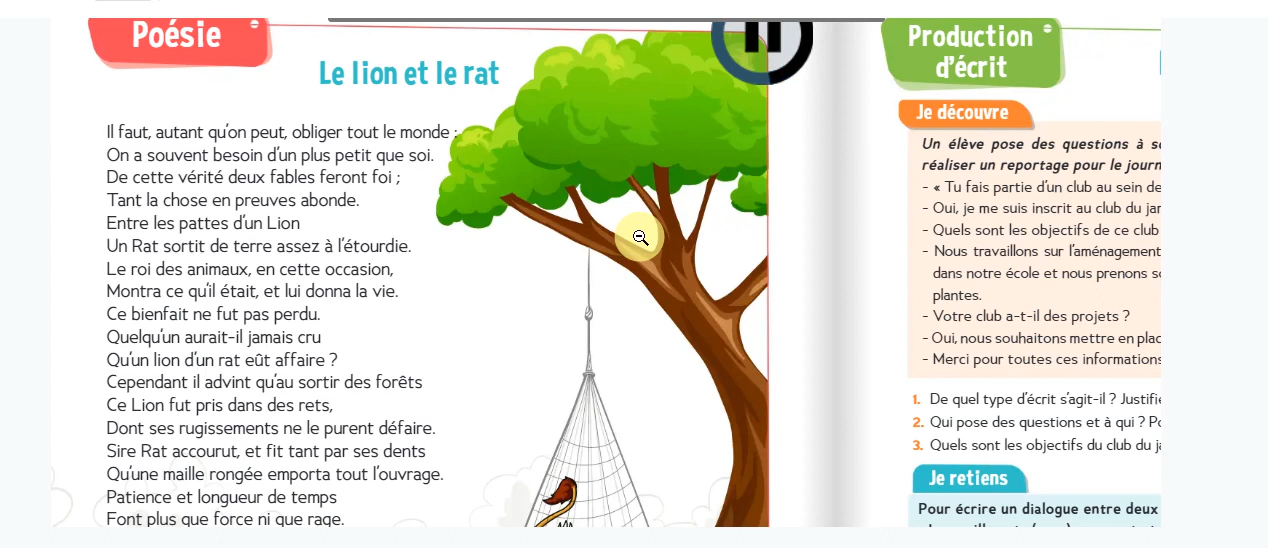 Poésie
Le lion et le rat
Il faut, autant qu'on peut, obliger tout le monde :
On a souvent besoin d'un plus petit que soi.
De cette vérité deux fables feront foi ;
Tant la chose en preuves abonde.
Entre les pattes d'un Lion
Un Rat sortit de terre assez à l'étourdie.
Le roi des animaux, en cette occasion,
Montra ce qu'il était, et lui donna la vie.
Ce bienfait ne fut pas perdu.
Quelqu'un aurait-il jamais cru
Qu'un lion d'un rat eût affaire ?
Cependant il advint qu'au sortir des forêts
Ce Lion fut pris dans des rets,
Dont ses rugissements ne le purent défaire.
Sire Rat accourut, et fit tant par ses dents
Qu'une maille rongée emporta tout l'ouvrage.
Patience et longueur de temps
Font plus que force ni que rage.
Production
d'écrit
Je découvre
Un élève pose des questions à
réaliser un reportage pour le
- « Tu fais partie d'un club au sein de
- Oui, je me suis inscrit au club du
- Quels sont les objectifs de ce club
- Nous travaillons sur l'aménagement
dans notre école et nous prenons
plantes.
- Votre club a-t-il des projets ?
- Oui, nous souhaitons mettre en
- Merci pour toutes ces informations
1. De quel type d'écrit s'agit-il ?
2. Qui pose des questions et à qui ?
3. Quels sont les objectifs du club du
Je retiens
Pour écrire un dialogue entre deux